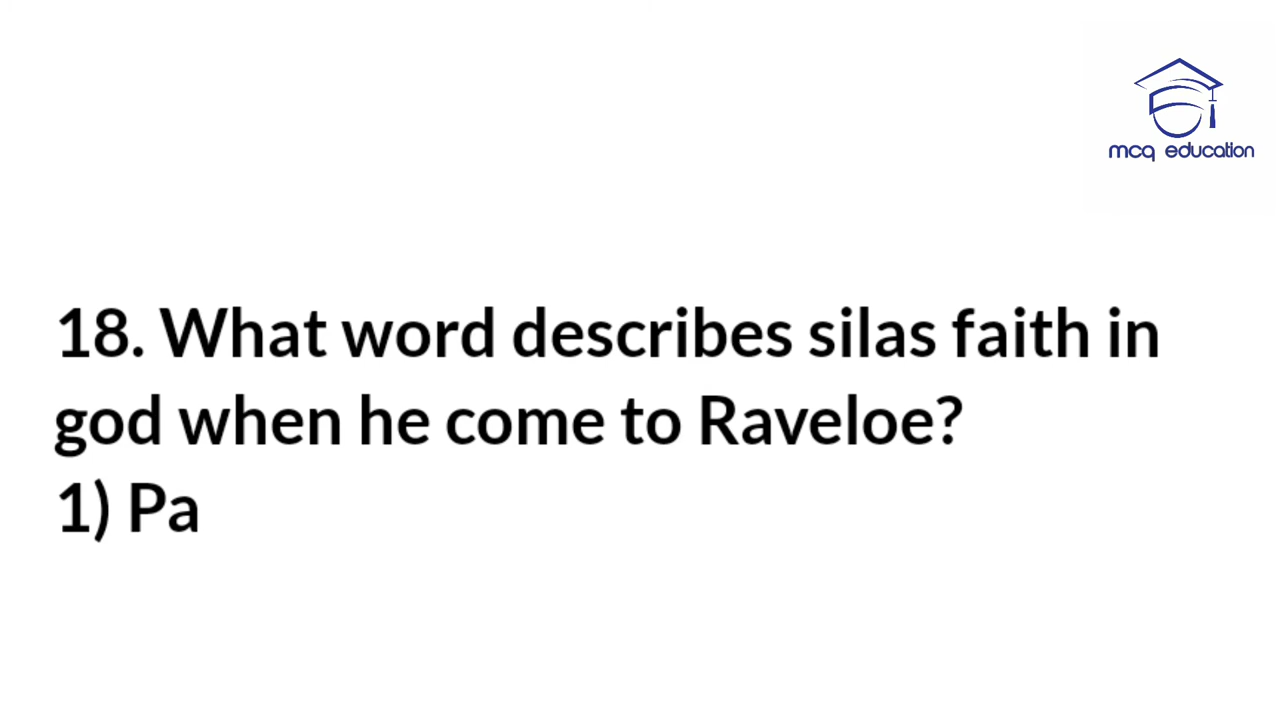 mcq education
18. What word describes silas faith in
god when he come to Raveloe?
1) Pa